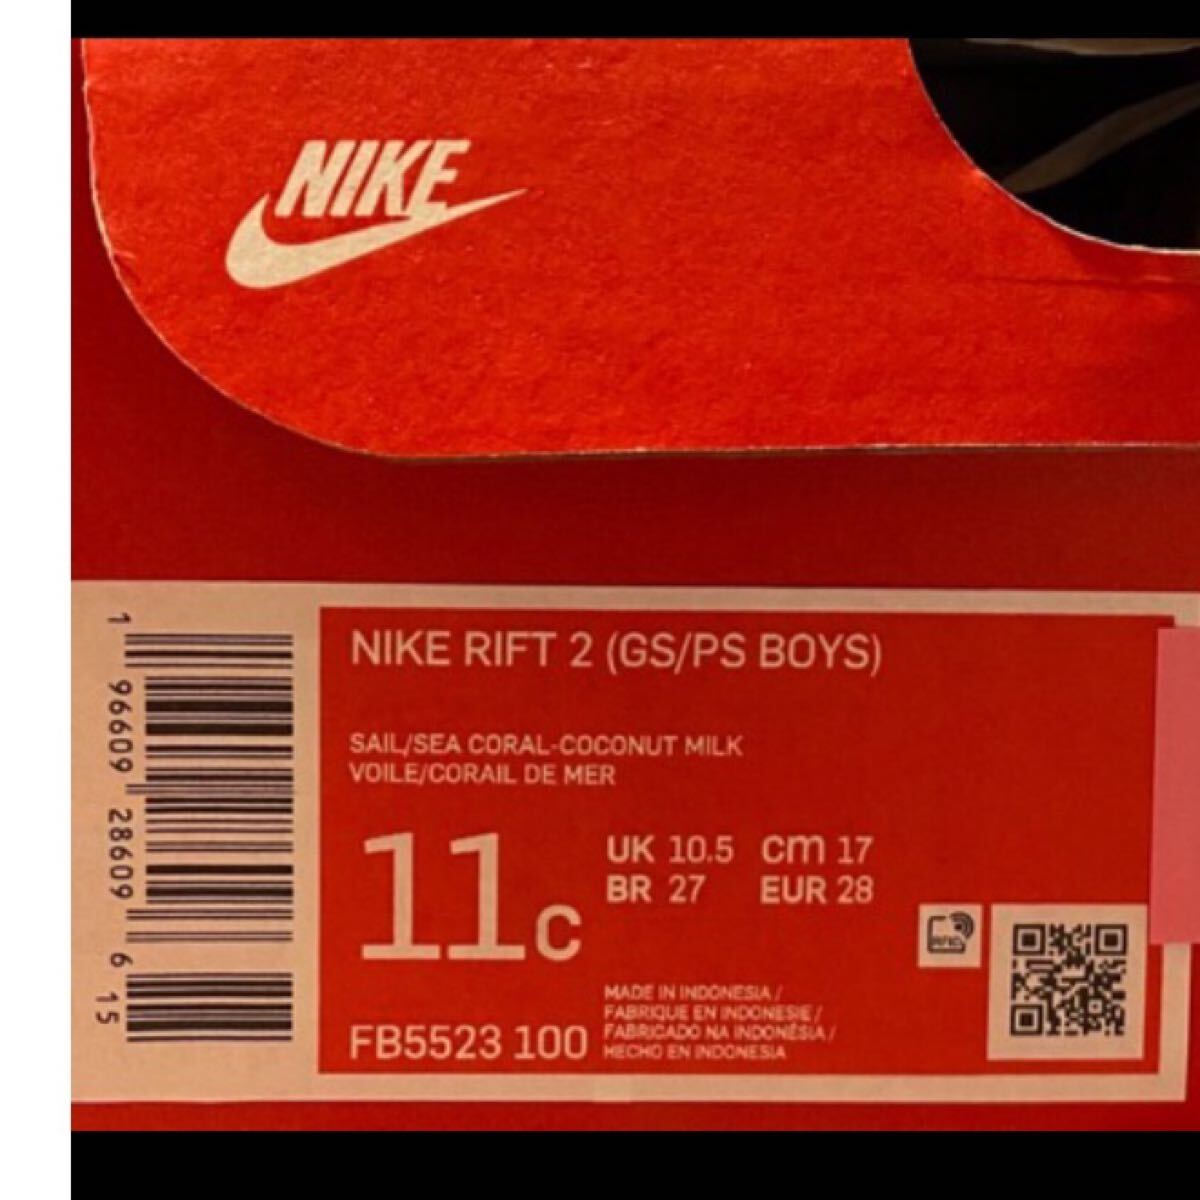 NIKE
NIKE RIFT 2 (GS/PS BOYS)
SAIL/SEA CORAL-COCONUT MILK
VOILE/CORAIL DE MER
11C
UK 10.5 cm 17
BR 27 EUR 28
RFID
FB5523 100
MADE IN INDONESIA /
FABRIQUE EN INDONESIE /
FABRICADO NA INDONÉSIA /
HECHO EN INDONESIA
1 96609 28609 6 15